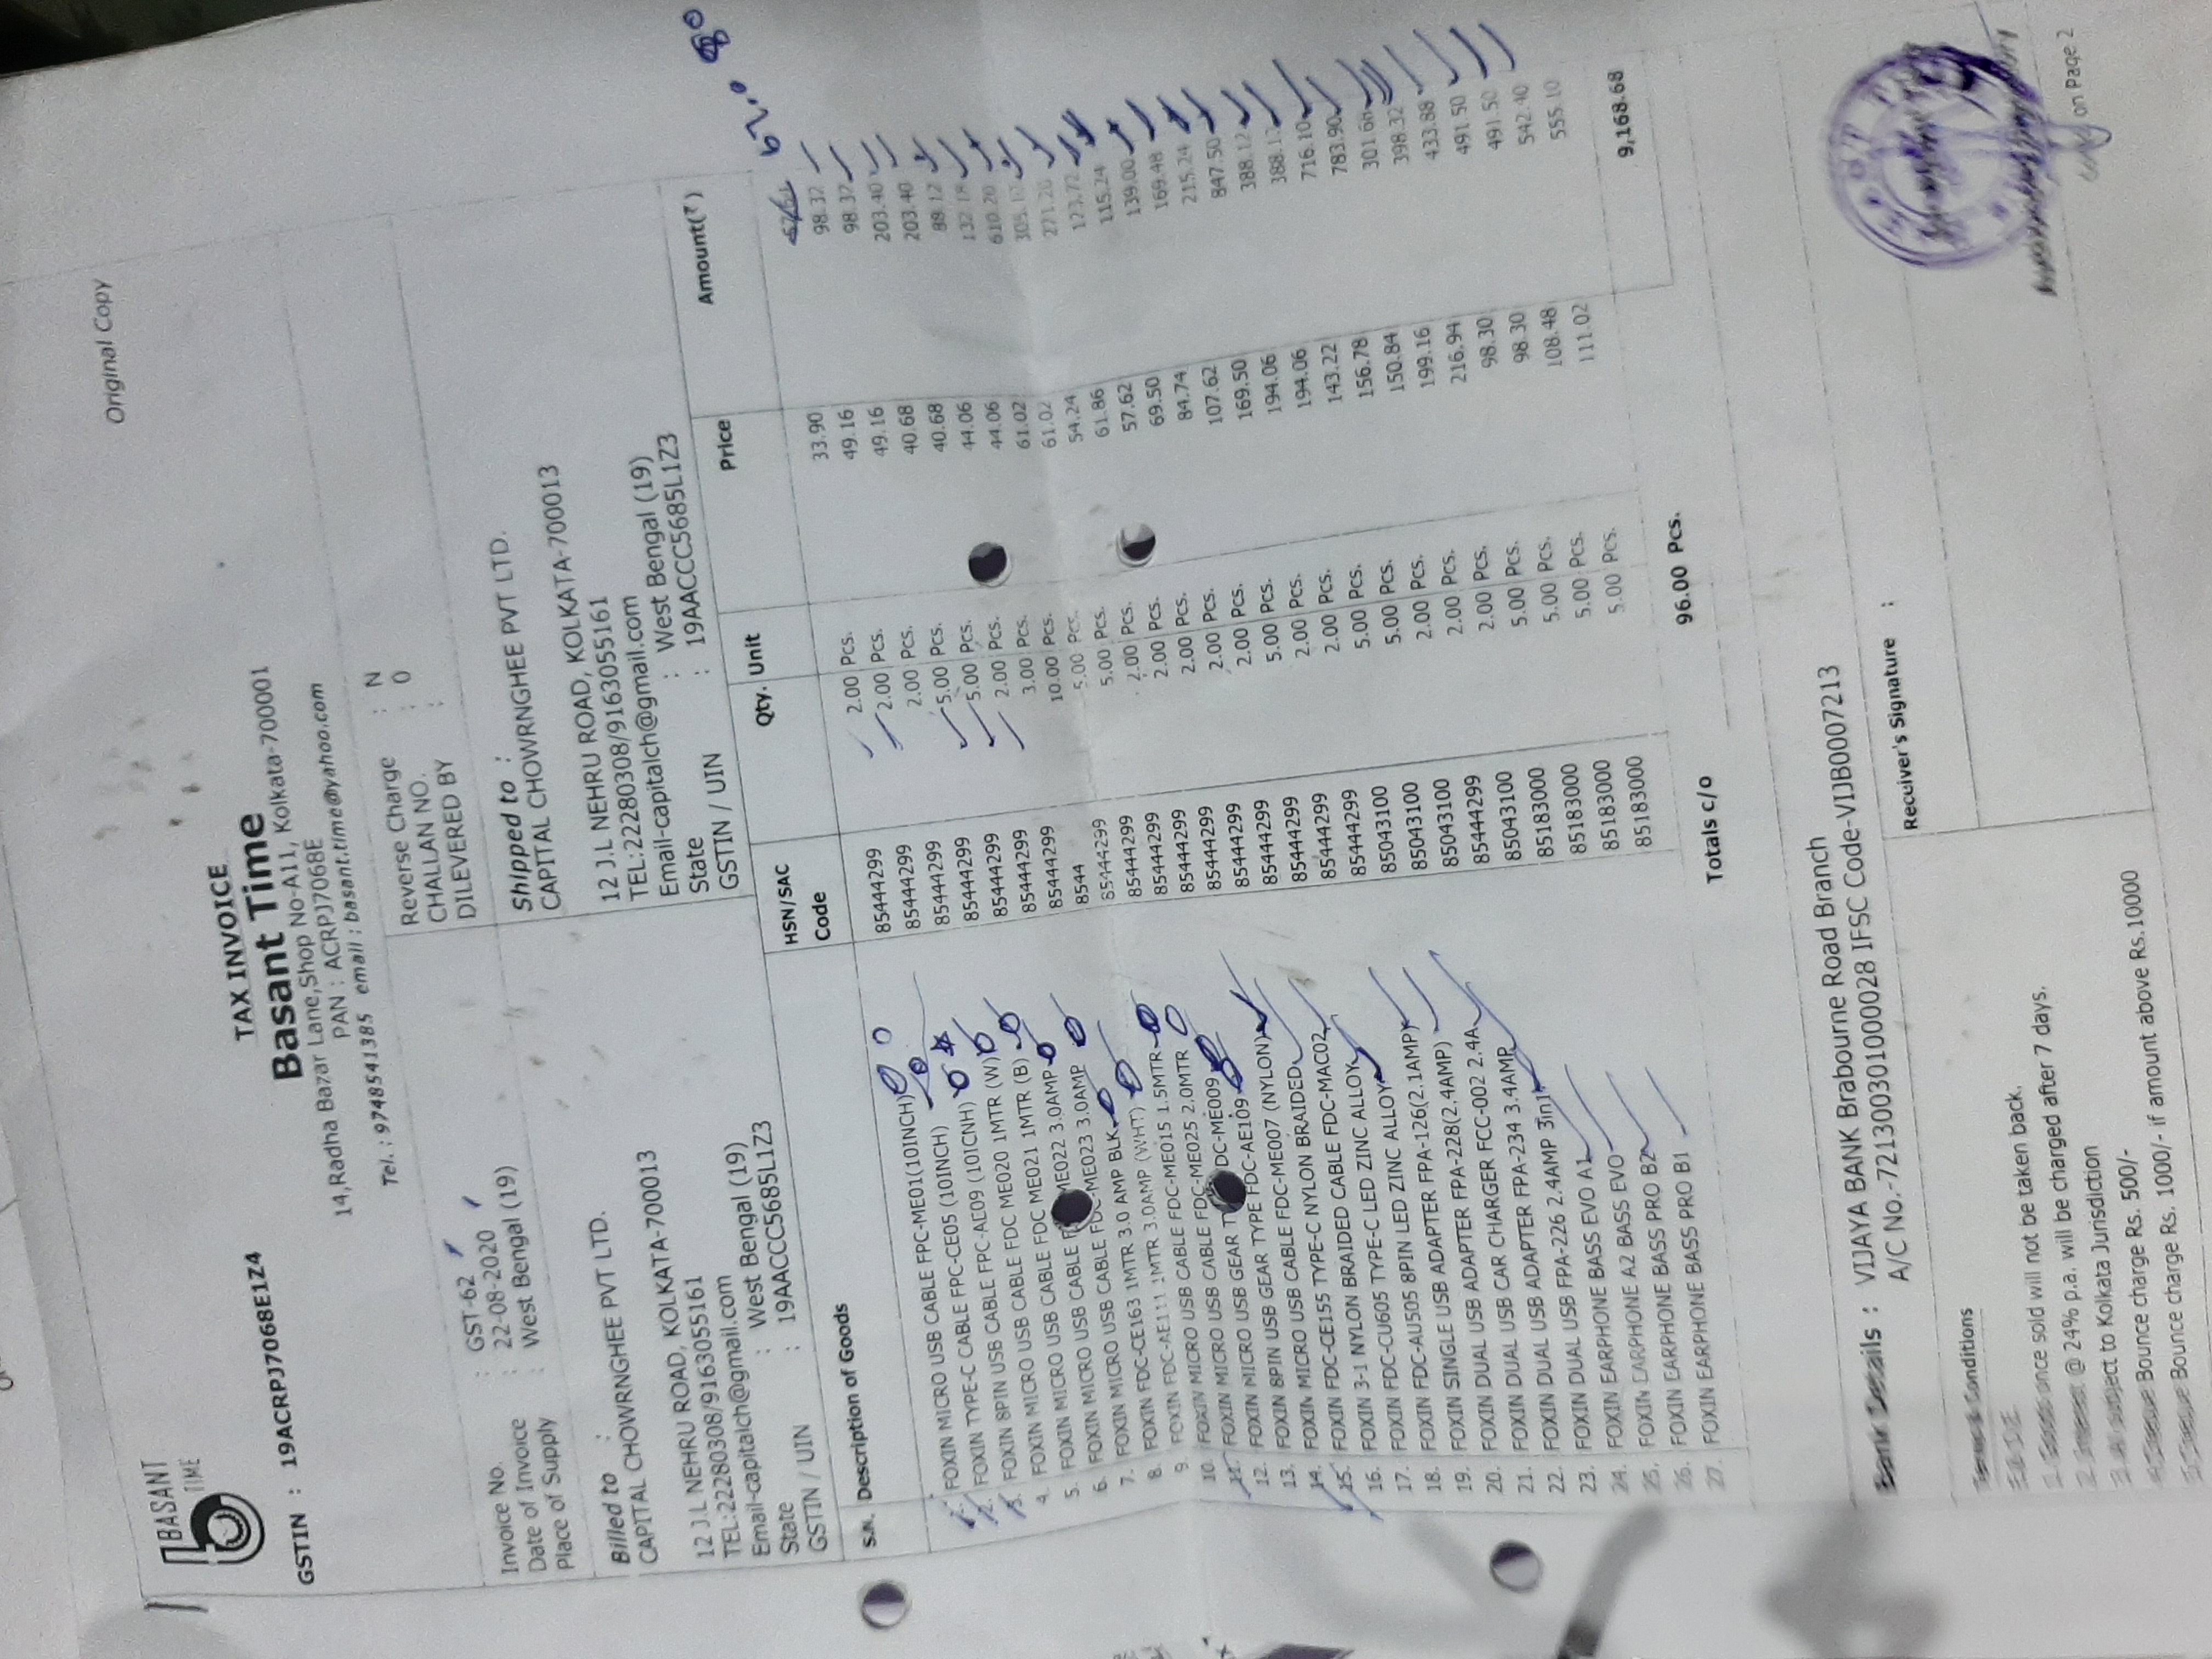 Original Copy
BASANT
TIME
GSTIN : 19ACRPJ7068E1Z4
TAX INVOICE
Basant Time
14,Radha Bazar Lane,Shop No-A11, Kolkata-700001
PAN : ACRPJ7068E
Tel. : 9748541385 email : basant.time@yahoo.com
Invoice No. : GST-62
Date of Invoice : 22-08-2020
Place of Supply : West Bengal (19)
Reverse Charge : N
CHALLAN NO. : 0
DILEVERED BY :
Billed to :
CAPITAL CHOWRNGHEE PVT LTD.
12 J.L NEHRU ROAD, KOLKATA-700013
TEL:22280308/9163055161
Email-capitalch@gmail.com
State : West Bengal (19)
GSTIN / UIN : 19AACCC5685L1Z3
Shipped to :
CAPITAL CHOWRNGHEE PVT LTD.
12 J.L NEHRU ROAD, KOLKATA-700013
TEL:22280308/9163055161
Email-capitalch@gmail.com
State : West Bengal (19)
GSTIN / UIN : 19AACCC5685L1Z3
S.N. Description of Goods HSN/SAC Code Qty. Unit Price Amount(₹)
1. FOXIN MICRO USB CABLE FPC-ME01(10INCH) 85444299 2.00 Pcs. 33.90
2. FOXIN TYPE-C CABLE FPC-CE05 (10INCH) 85444299 2.00 Pcs. 49.16 98.32
3. FOXIN 8PIN USB CABLE FPC-AE09 (10ICNH) 85444299 2.00 Pcs. 49.16 98.32
4. FOXIN MICRO USB CABLE FDC ME020 1MTR (W) 85444299 5.00 Pcs. 40.68 203.40
5. FOXIN MICRO USB CABLE FDC ME021 1MTR (B) 85444299 5.00 Pcs. 40.68 203.40
6. FOXIN MICRO USB CABLE ME022 3.0AMP 85444299 2.00 Pcs. 44.06 88.12
7. FOXIN MICRO USB CABLE FDC-ME023 3.0AMP 85444299 3.00 Pcs. 44.06 132.18
8. FOXIN FDC-CE163 1MTR 3.0 AMP BLK 8544 10.00 Pcs. 61.02 610.20
9. FOXIN FDC-AE111 1MTR 3.0AMP (WHT) 85444299 5.00 Pcs. 61.02 305.10
10. FOXIN MICRO USB CABLE FDC-ME015 1.5MTR 85444299 5.00 Pcs. 54.24 271.20
11. FOXIN MICRO USB CABLE FDC-ME025 2.0MTR 85444299 2.00 Pcs. 61.86 123.72
12. FOXIN MICRO USB GEAR DC-ME009 85444299 2.00 Pcs. 57.62 115.24
13. FOXIN 8PIN USB GEAR TYPE FDC-AE109 85444299 2.00 Pcs. 69.50 139.00
14. FOXIN MICRO USB CABLE FDC-ME007 (NYLON) 85444299 2.00 Pcs. 84.74 169.48
15. FOXIN FDC-CE155 TYPE-C NYLON BRAIDED 85444299 2.00 Pcs. 107.62 215.24
16. FOXIN 3-1 NYLON BRAIDED CABLE FDC-MAC02 85444299 5.00 Pcs. 169.50 847.50
17. FOXIN FDC-CU605 TYPE-C LED ZINC ALLOY 85444299 2.00 Pcs. 194.06 388.12
18. FOXIN FDC-AU505 8PIN LED ZINC ALLOY 85444299 2.00 Pcs. 194.06 388.12
19. FOXIN SINGLE USB ADAPTER FPA-126(2.1AMP) 85043100 5.00 Pcs. 143.22 716.10
20. FOXIN DUAL USB ADAPTER FPA-228(2.4AMP) 85043100 5.00 Pcs. 156.78 783.90
21. FOXIN DUAL USB CAR CHARGER FCC-002 2.4A 85043100 2.00 Pcs. 150.84 301.68
22. FOXIN DUAL USB ADAPTER FPA-234 3.4AMP 85444299 2.00 Pcs. 199.16 398.32
23. FOXIN DUAL USB FPA-226 2.4AMP 3in1 85043100 2.00 Pcs. 216.94 433.88
24. FOXIN EARPHONE BASS EVO A1 85183000 5.00 Pcs. 98.30 491.50
25. FOXIN EARPHONE A2 BASS EVO 85183000 5.00 Pcs. 98.30 491.50
26. FOXIN EARPHONE BASS PRO B2 85183000 5.00 Pcs. 108.48 542.40
27. FOXIN EARPHONE BASS PRO B1 85183000 5.00 Pcs. 111.02 555.10
Totals c/o 96.00 Pcs. 9,168.68
Bank Details : VIJAYA BANK Brabourne Road Branch
A/C No.-721300301000028 IFSC Code-VIJB0007213
Receiver's Signature :
Terms & Conditions
E.& O.E.
1. Goods once sold will not be taken back.
2. Interest @ 24% p.a. will be charged after 7 days.
3. All subject to Kolkata Jurisdiction
4. Cheque Bounce charge Rs. 500/-
5. Cheque Bounce charge Rs. 1000/- if amount above Rs.10000
on Page 2